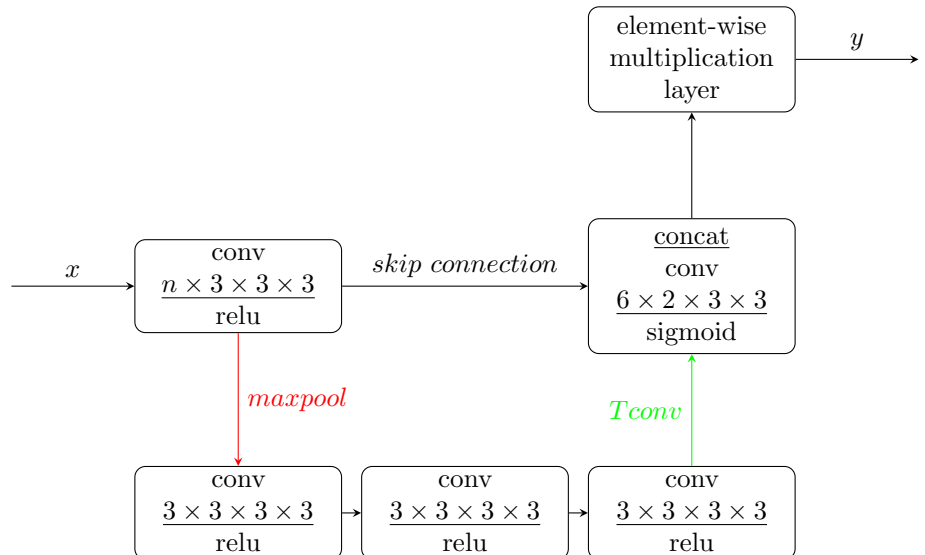 element-wise
multiplication
layer
y
x
conv
n × 3 × 3 × 3
relu
skip connection
concat
conv
6 × 2 × 3 × 3
sigmoid
maxpool
Tconv
conv
3 × 3 × 3 × 3
relu
conv
3 × 3 × 3 × 3
relu
conv
3 × 3 × 3 × 3
relu